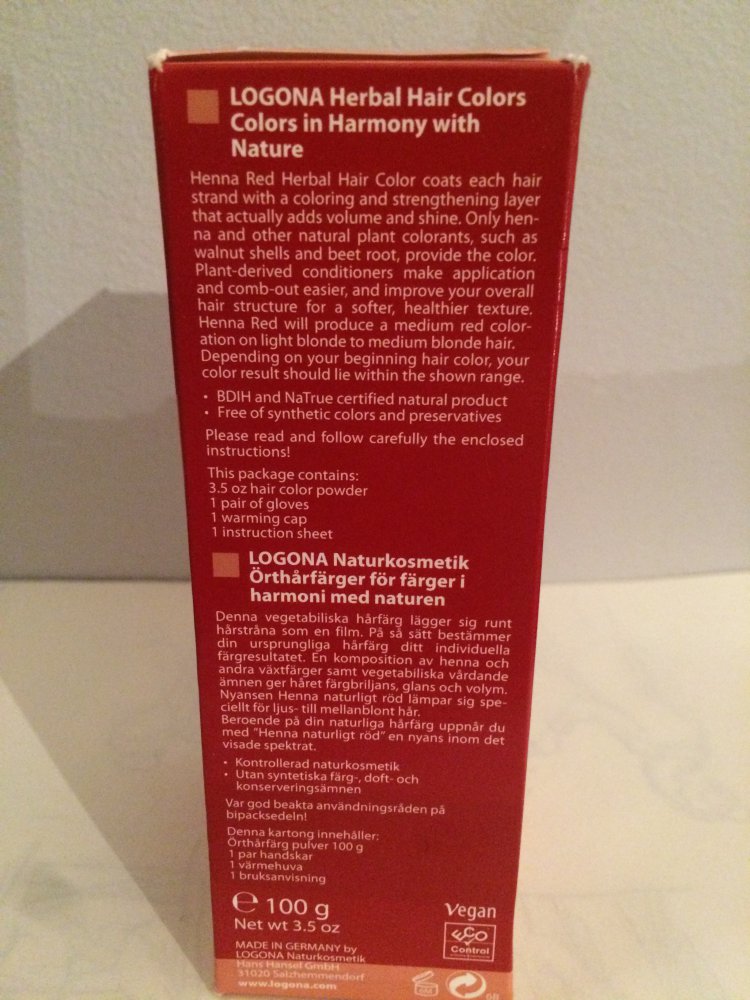 LOGONA Herbal Hair Colors
Colors in Harmony with
Nature
Henna Red Herbal Hair Color coats each hair
strand with a coloring and strengthening layer
that actually adds volume and shine. Only hen-
na and other natural plant colorants, such as
walnut shells and beet root, provide the color.
Plant-derived conditioners make application
and comb-out easier, and improve your overall
hair structure for a softer, healthier texture.
Henna Red will produce a medium red color-
ation on light blonde to medium blonde hair.
Depending on your beginning hair color, your
color result should lie within the shown range.
• BDIH and NaTrue certified natural product
• Free of synthetic colors and preservatives
Please read and follow carefully the enclosed
instructions!
This package contains:
3.5 oz hair color powder
1 pair of gloves
1 warming cap
1 instruction sheet
LOGONA Naturkosmetik
Örthårfärger för färger i
harmoni med naturen
Denna vegetabiliska hårfärg lägger sig runt
hårstråna som en film. På så sätt bestämmer
din ursprungliga hårfärg ditt individuella
färgresultatet. En komposition av henna och
andra växtfärger samt vegetabiliska vårdande
ämnen ger håret färgbriljans, glans och volym.
Nyansen Henna naturligt röd lämpar sig spe-
ciellt för ljus- till mellanblont hår.
Beroende på din naturliga hårfärg uppnår du
med "Henna naturligt röd" en nyans inom det
visade spektrat.
• Kontrollerad naturkosmetik
• Utan syntetiska färg-, doft- och
konserveringsämnen
Var god beakta användningsråden på
bipacksedeln!
Denna kartong innehåller:
Örthårfärg pulver 100 g
1 par handskar
1 värmehuva
1 bruksanvisning
℮ 100 g
Net wt 3.5 oz
Vegan
ECO
Control
MADE IN GERMANY by
LOGONA Naturkosmetik
Hans Hansel GmbH
31020 Salzhemmendorf
www.logona.com